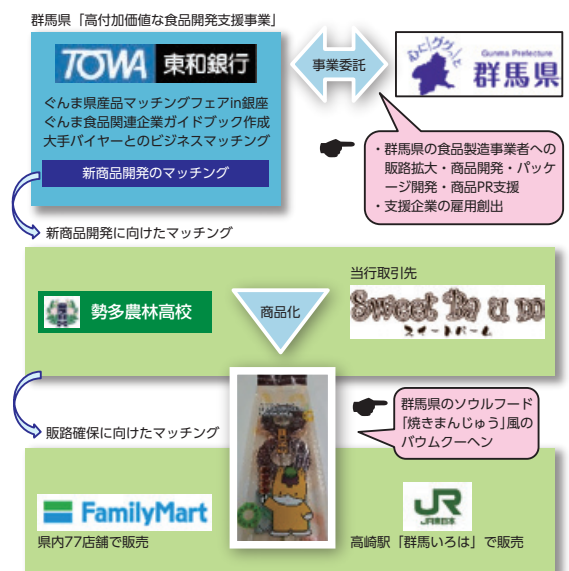 群馬県「高付加価値な食品開発支援事業」
TOWA 東和銀行
事業委託
ぐんぐっと
Gunma Prefecture
群馬県
ぐんま県産品マッチングフェアin銀座
ぐんま食品関連企業ガイドブック作成
大手バイヤーとのビジネスマッチング
新商品開発のマッチング
・群馬県の食品製造事業者への
販路拡大・商品開発・パッケ
ージ開発・商品PR支援
・支援企業の雇用創出
新商品開発に向けたマッチング
勢多農林高校
商品化
当行取引先
Sweet Baum
スイートバーム
販路確保に向けたマッチング
群馬県のソウルフード
「焼きまんじゅう」風の
バウムクーヘン
FamilyMart
県内77店舗で販売
JR
JR東日本
高崎駅「群馬いろは」で販売